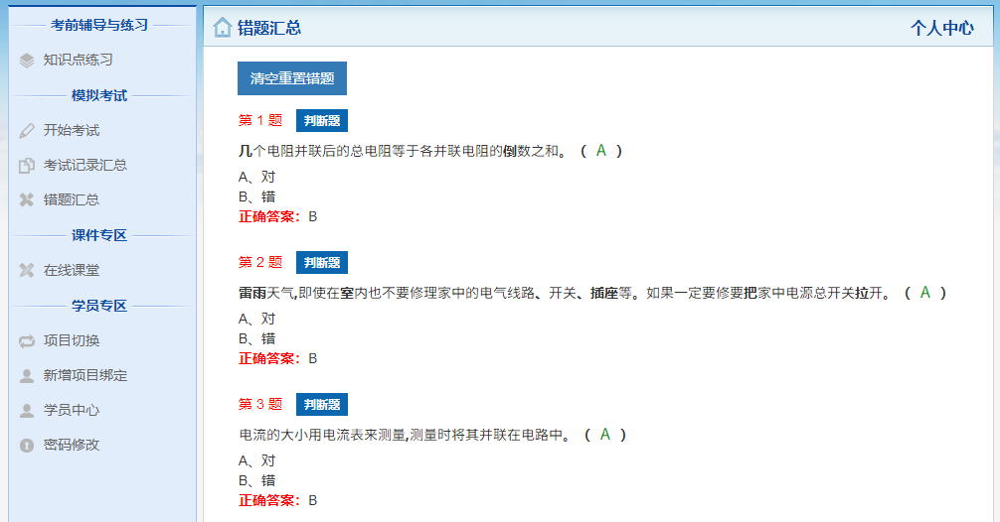 考前辅导与练习
知识点练习
模拟考试
开始考试
考试记录汇总
错题汇总
课件专区
在线课堂
学员专区
项目切换
新增项目绑定
学员中心
密码修改
错题汇总
个人中心
清空重置错题
第 1 题 判断题
几个电阻并联后的总电阻等于各并联电阻的倒数之和。（ A ）
A、对
B、错
正确答案：B
第 2 题 判断题
雷雨天气,即使在室内也不要修理家中的电气线路、开关、插座等。如果一定要修要把家中电源总开关拉开。（ A ）
A、对
B、错
正确答案：B
第 3 题 判断题
电流的大小用电流表来测量,测量时将其并联在电路中。（ A ）
A、对
B、错
正确答案：B